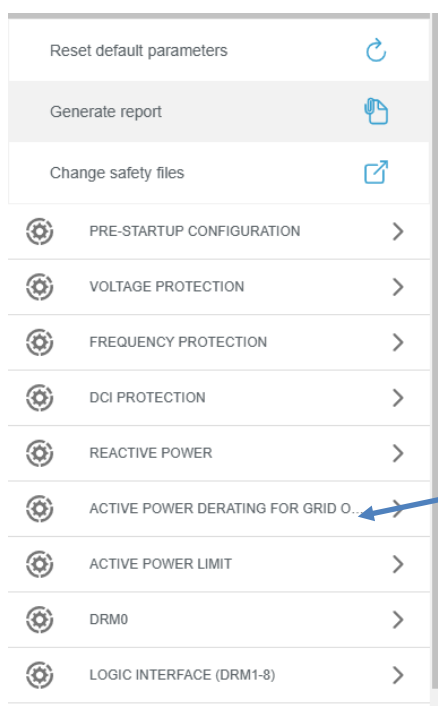 Reset default parameters
Generate report
Change safety files
PRE-STARTUP CONFIGURATION
VOLTAGE PROTECTION
FREQUENCY PROTECTION
DCI PROTECTION
REACTIVE POWER
ACTIVE POWER DERATING FOR GRID O...
ACTIVE POWER LIMIT
DRM0
LOGIC INTERFACE (DRM1-8)